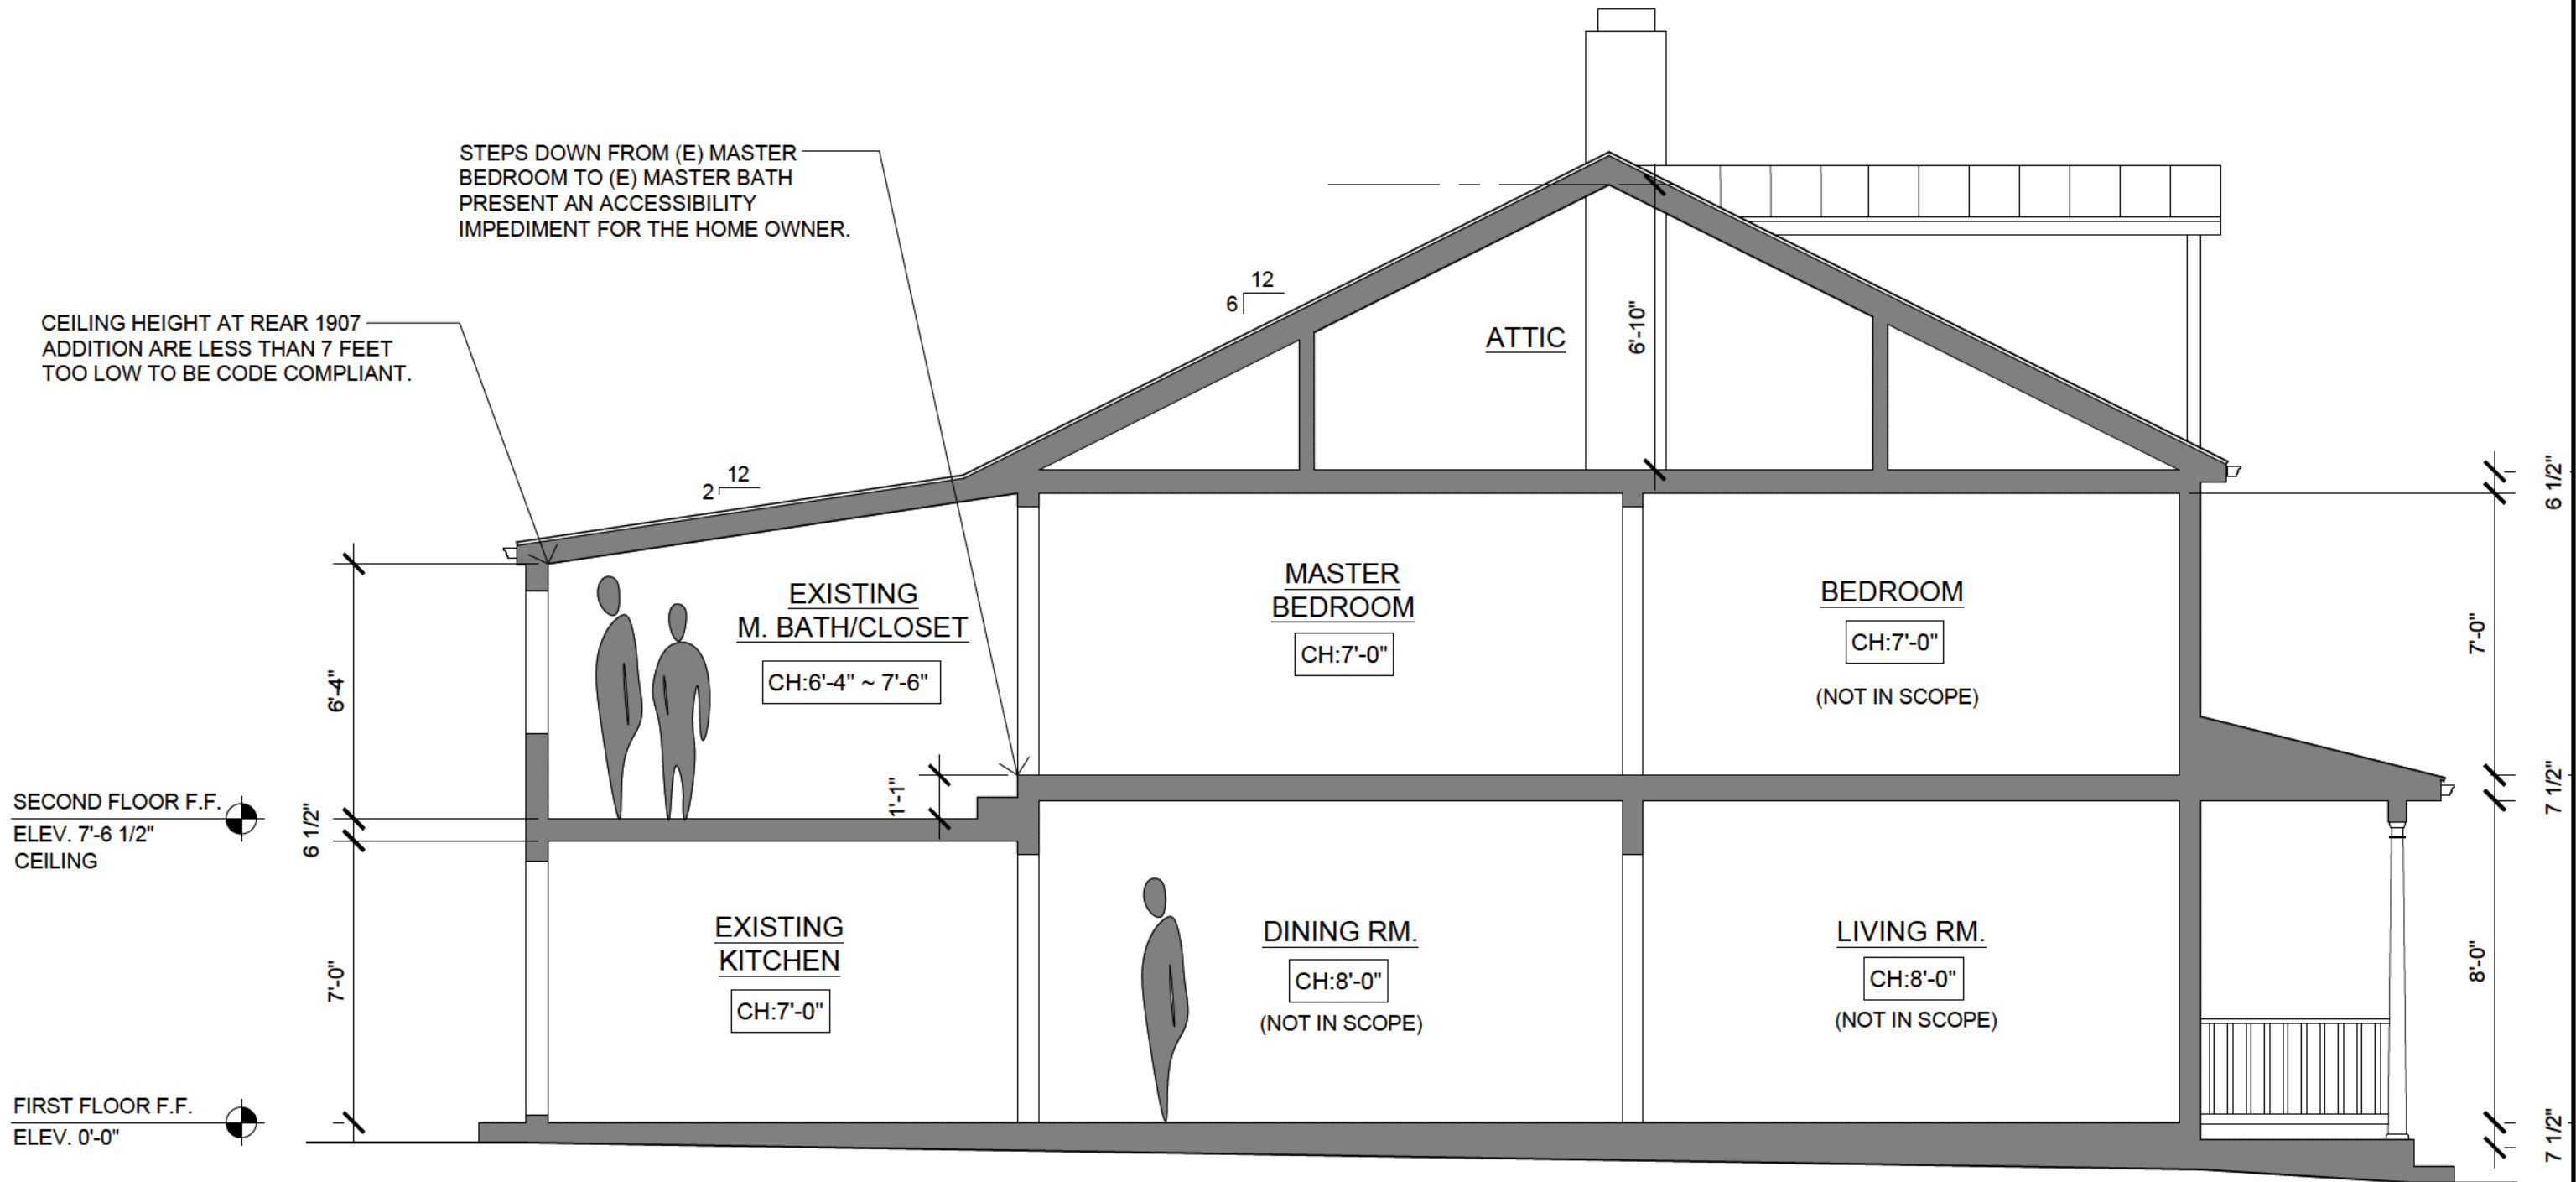 STEPS DOWN FROM (E) MASTER
BEDROOM TO (E) MASTER BATH
PRESENT AN ACCESSIBILITY
IMPEDIMENT FOR THE HOME OWNER.
CEILING HEIGHT AT REAR 1907
ADDITION ARE LESS THAN 7 FEET
TOO LOW TO BE CODE COMPLIANT.
12
6
12
2
ATTIC
6'-10"
6 1/2"
EXISTING
M. BATH/CLOSET
CH:6'-4" ~ 7'-6"
MASTER
BEDROOM
CH:7'-0"
BEDROOM
CH:7'-0"
(NOT IN SCOPE)
6'-4"
7'-0"
1'-1"
7 1/2"
SECOND FLOOR F.F.
ELEV. 7'-6 1/2"
CEILING
6 1/2"
EXISTING
KITCHEN
CH:7'-0"
DINING RM.
CH:8'-0"
(NOT IN SCOPE)
LIVING RM.
CH:8'-0"
(NOT IN SCOPE)
7'-0"
8'-0"
FIRST FLOOR F.F.
ELEV. 0'-0"
7 1/2"